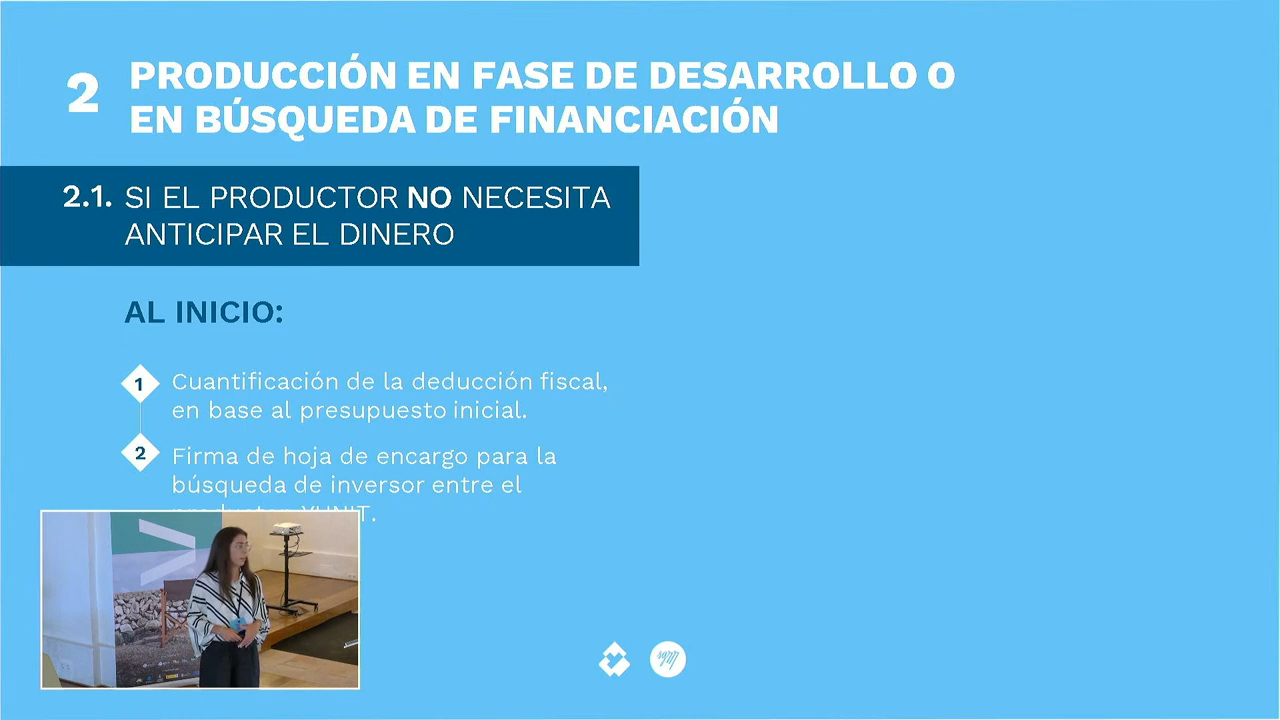 2
PRODUCCIÓN EN FASE DE DESARROLLO O
EN BÚSQUEDA DE FINANCIACIÓN
2.1. SI EL PRODUCTOR NO NECESITA
ANTICIPAR EL DINERO
AL INICIO:
1 Cuantificación de la deducción fiscal,
en base al presupuesto inicial.
2 Firma de hoja de encargo para la
búsqueda de inversor entre el